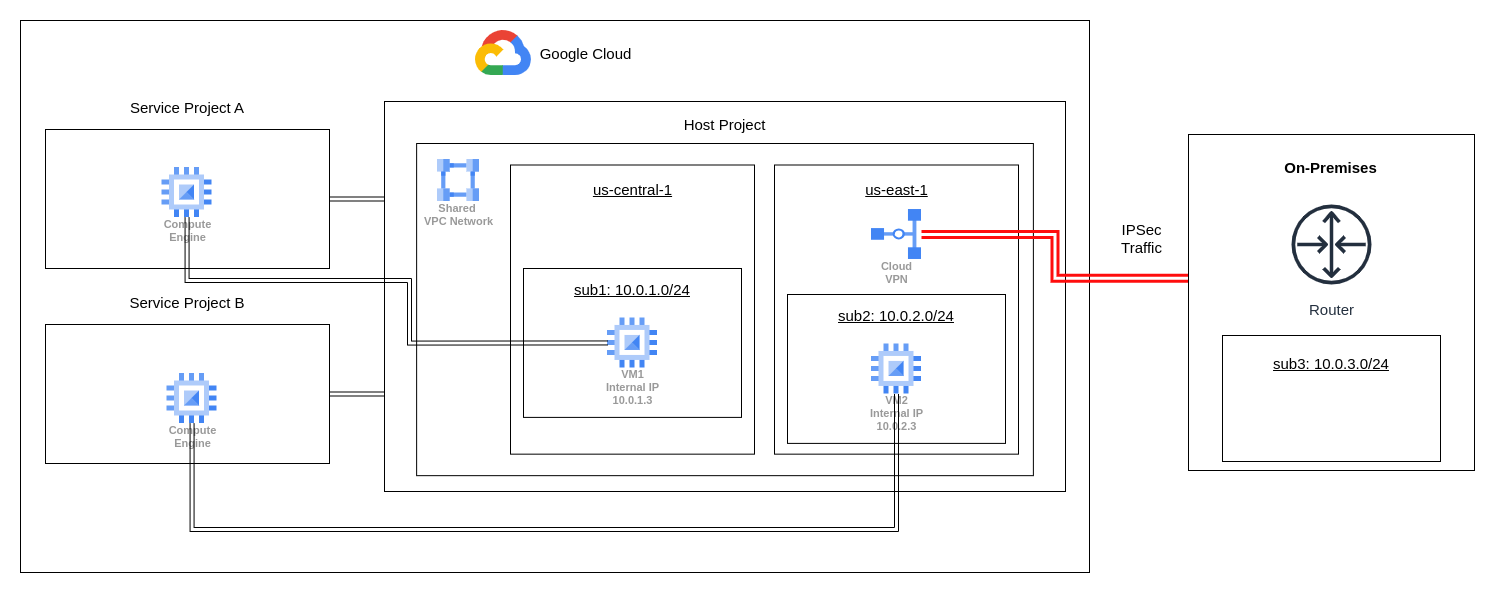 Google Cloud
Service Project A
Compute
Engine
Service Project B
Compute
Engine
Host Project
Shared
VPC Network
us-central-1
sub1: 10.0.1.0/24
VM1
Internal IP
10.0.1.3
us-east-1
Cloud
VPN
sub2: 10.0.2.0/24
VM2
Internal IP
10.0.2.3
IPSec
Traffic
On-Premises
Router
sub3: 10.0.3.0/24